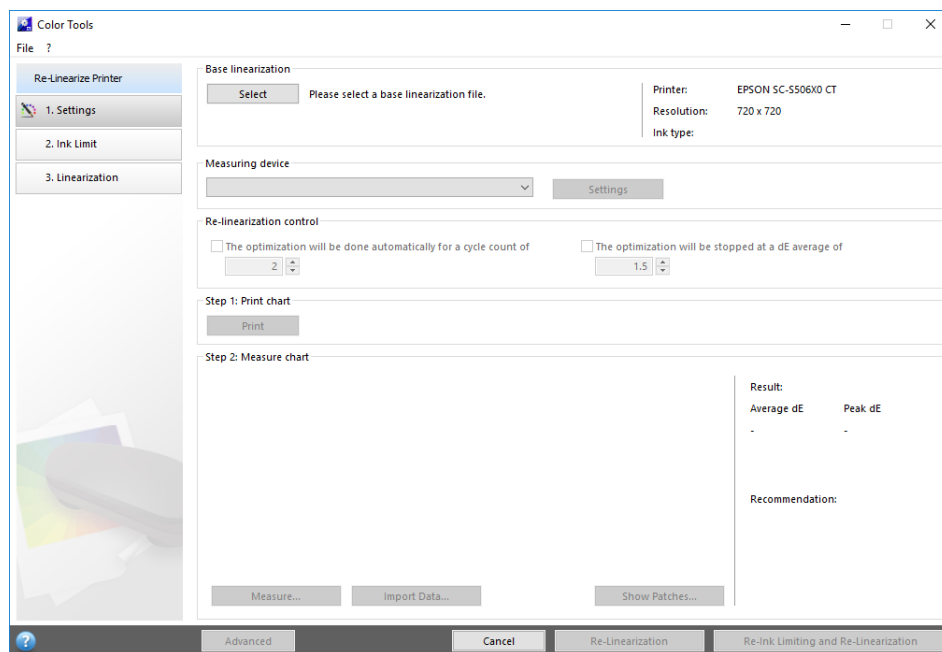 Color Tools
File ?
Re-Linearize Printer
1. Settings
2. Ink Limit
3. Linearization
Base linearization
Select Please select a base linearization file.
Printer: EPSON SC-S506X0 CT
Resolution: 720 x 720
Ink type:
Measuring device
Settings
Re-linearization control
The optimization will be done automatically for a cycle count of
2
The optimization will be stopped at a dE average of
1.5
Step 1: Print chart
Print
Step 2: Measure chart
Result:
Average dE Peak dE
- -
Recommendation:
Measure... Import Data... Show Patches...
? Advanced Cancel Re-Linearization Re-Ink Limiting and Re-Linearization